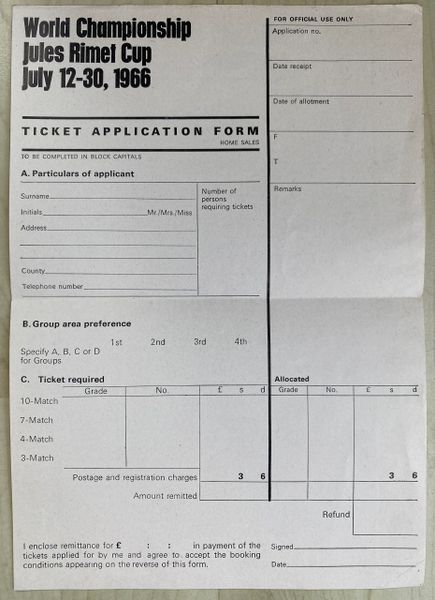 World Championship
Jules Rimet Cup
July 12-30, 1966
TICKET APPLICATION FORM
HOME SALES
TO BE COMPLETED IN BLOCK CAPITALS
A. Particulars of applicant
Surname
Initials Mr./Mrs./Miss
Address
County
Telephone number
Number of
persons
requiring tickets
FOR OFFICIAL USE ONLY
Application no.
Date receipt
Date of allotment
F
T
Remarks
B. Group area preference
1st 2nd 3rd 4th
Specify A, B, C or D
for Groups
C. Ticket required Allocated
Grade No. £ s d Grade No. £ s d
10-Match
7-Match
4-Match
3-Match
Postage and registration charges 3 6 3 6
Amount remitted
Refund
I enclose remittance for £ : : in payment of the
tickets applied for by me and agree to accept the booking
conditions appearing on the reverse of this form.
Signed
Date